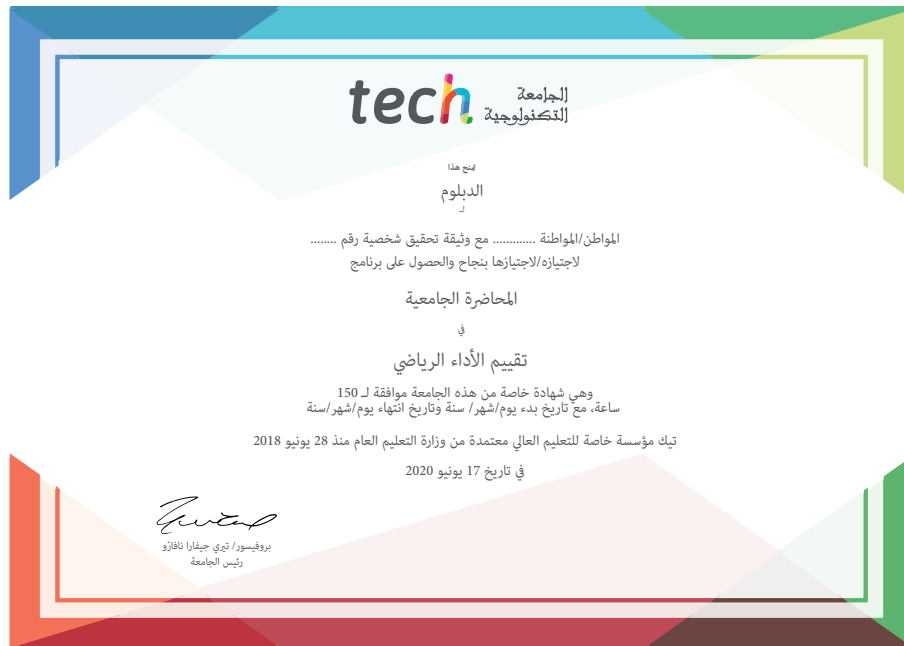 tech الجامعة
التكنولوجية
يمنح هذا
الدبلوم
لـ
المواطن/المواطنة ............. مع وثيقة تحقيق شخصية رقم ........
لاجتيازه/لاجتيازها بنجاح والحصول على برنامج
المحاضرة الجامعية
في
تقييم الأداء الرياضي
وهي شهادة خاصة من هذه الجامعة موافقة لـ 150
ساعة، مع تاريخ بدء يوم/شهر/ سنة وتاريخ انتهاء يوم/شهر/سنة
تيك مؤسسة خاصة للتعليم العالي معتمدة من وزارة التعليم العام منذ 28 يونيو 2018
في تاريخ 17 يونيو 2020
بروفيسور/ تيري جيفارا نافارّو
رئيس الجامعة